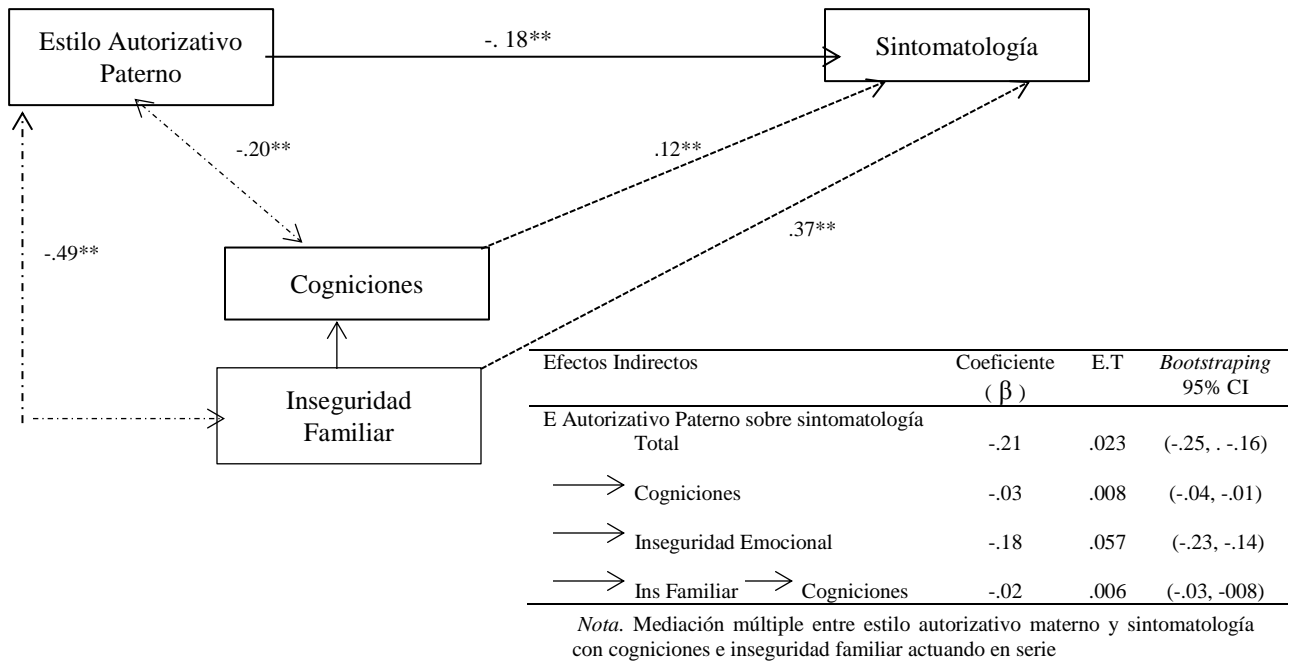 Estilo Autorizativo
Paterno
-. 18**
Sintomatología
-.20**
.12**
-.49**
.37**
Cogniciones
Inseguridad
Familiar
Efectos Indirectos Coeficiente E.T Bootstraping
( β ) 95% CI
E Autorizativo Paterno sobre sintomatología
Total -.21 .023 (-.25, . -.16)
Cogniciones -.03 .008 (-.04, -.01)
Inseguridad Emocional -.18 .057 (-.23, -.14)
Ins Familiar Cogniciones -.02 .006 (-.03, -008)
Nota. Mediación múltiple entre estilo autorizativo materno y sintomatología
con cogniciones e inseguridad familiar actuando en serie